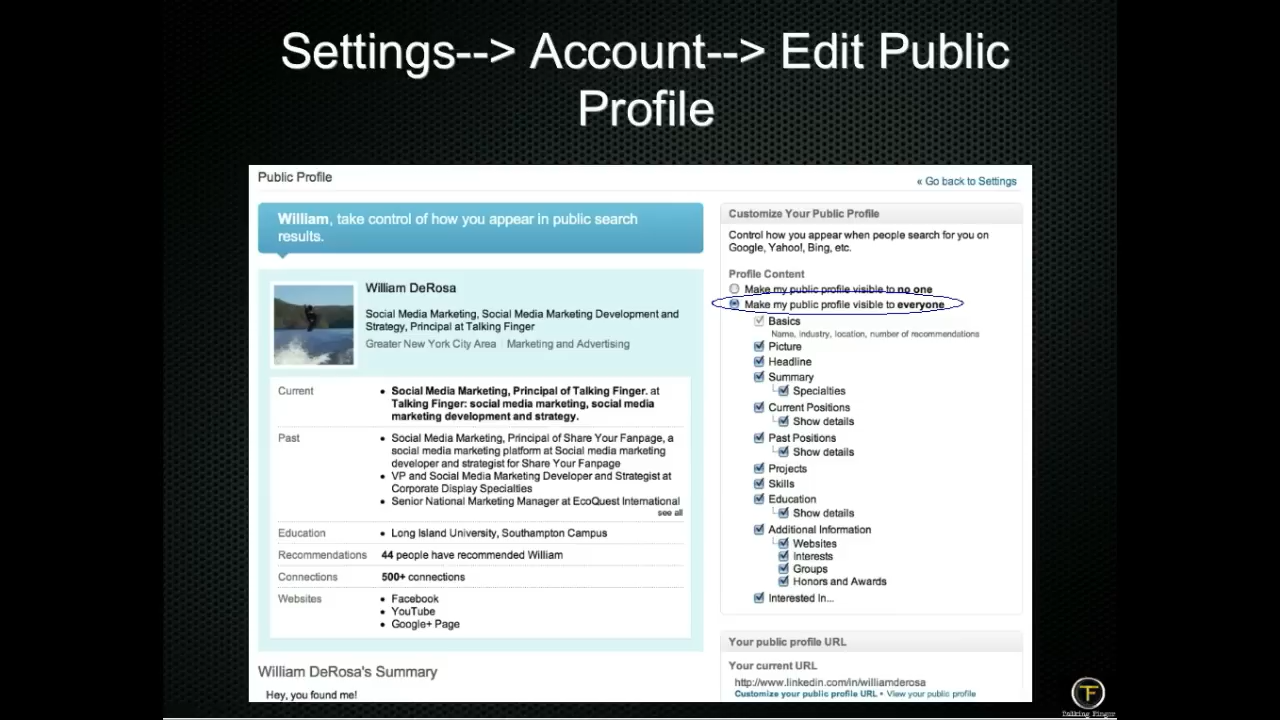 Settings--> Account--> Edit Public
Profile
Public Profile
« Go back to Settings
William, take control of how you appear in public search
results.
William DeRosa
Social Media Marketing, Social Media Marketing Development and
Strategy, Principal at Talking Finger
Greater New York City Area | Marketing and Advertising
Current
• Social Media Marketing, Principal of Talking Finger. at
Talking Finger: social media marketing, social media
marketing development and strategy.
Past
• Social Media Marketing, Principal of Share Your Fanpage, a
social media marketing platform at Social media marketing
developer and strategist for Share Your Fanpage
• VP and Social Media Marketing Developer and Strategist at
Corporate Display Specialties
• Senior National Marketing Manager at EcoQuest International
see all
Education
• Long Island University, Southampton Campus
Recommendations 44 people have recommended William
Connections 500+ connections
Websites
• Facebook
• YouTube
• Google+ Page
William DeRosa's Summary
Hey, you found me!
Customize Your Public Profile
Control how you appear when people search for you on
Google, Yahoo!, Bing, etc.
Profile Content
Make my public profile visible to no one
Make my public profile visible to everyone
Basics
Name, industry, location, number of recommendations
Picture
Headline
Summary
Specialties
Current Positions
Show details
Past Positions
Show details
Projects
Skills
Education
Show details
Additional Information
Websites
Interests
Groups
Honors and Awards
Interested In...
Your public profile URL
Your current URL
http://www.linkedin.com/in/williamderosa
Customize your public profile URL • View your public profile
TF
Talking Finger